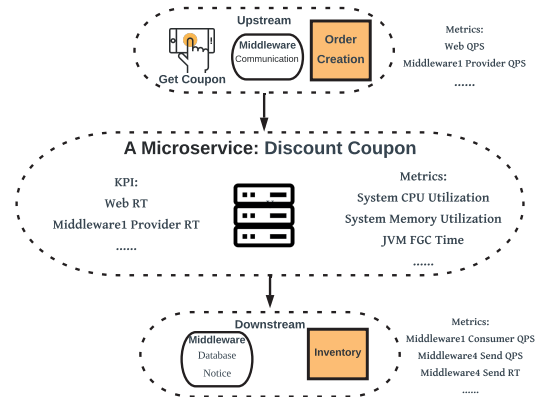 Upstream
Get Coupon
Middleware
Communication
Order
Creation
Metrics:
Web QPS
Middleware1 Provider QPS
......
A Microservice: Discount Coupon
KPI:
Web RT
Middleware1 Provider RT
......
Metrics:
System CPU Utilization
System Memory Utilization
JVM FGC Time
......
Downstream
Middleware
Database
Notice
Inventory
Metrics:
Middleware1 Consumer QPS
Middleware4 Send QPS
Middleware4 Send RT
......